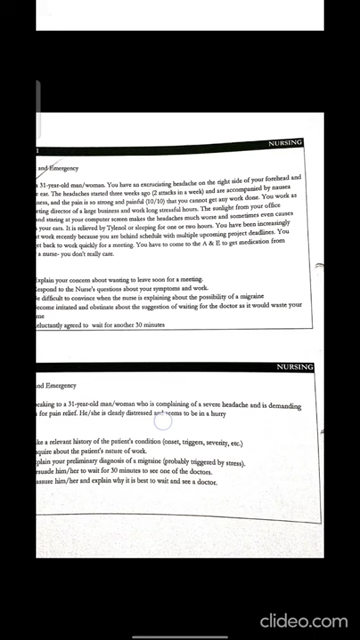 NURSING
and Emergency
31-year-old man/woman. You have an excruciating headache on the right side of your forehead and
ear. The headaches started three weeks ago (2 attacks in a week) and are accompanied by nausea
and the pain is so strong and painful (10/10) that you cannot get any work done. You work as
director of a large business and work long stressful hours. The sunlight from your office
and staring at your computer screen makes the headaches much worse and sometimes even causes
your ears. It is relieved by Tylenol or sleeping for one or two hours. You have been increasingly
at work recently because you are behind schedule with multiple upcoming project deadlines. You
back to work quickly for a meeting. You have to come to the A & E to get medication from
a nurse- you don't really care.
xplain your concern about wanting to leave soon for a meeting.
espond to the Nurse's questions about your symptoms and work.
e difficult to convince when the nurse is explaining about the possibility of a migraine
ecome irritated and obstinate about the suggestion of waiting for the doctor as it would waste your
me
eluctantly agreed to wait for another 30 minutes
NURSING
nd Emergency
eaking to a 31-year-old man/woman who is complaining of a severe headache and is demanding
for pain relief. He/she is clearly distressed and seems to be in a hurry
ke a relevant history of the patient's condition (onset, triggers, severity, etc.)
quire about the patient's nature of work.
plain your preliminary diagnosis of a migraine (probably triggered by stress).
rsuade him/her to wait for 30 minutes to see one of the doctors.
assure him/her and explain why it is best to wait and see a doctor.
clideo.com